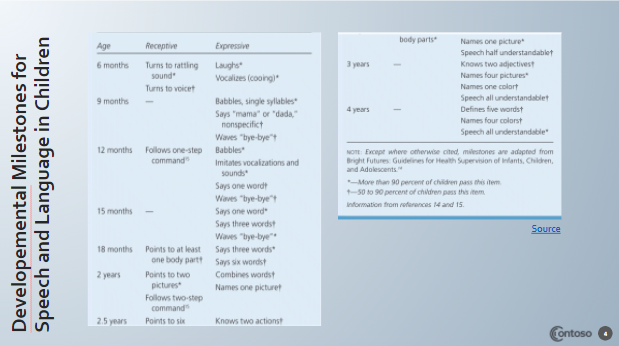 Developemental Milestones for
Speech and Language in Children
Age Receptive Expressive
6 months Turns to rattling Laughs*
sound* Vocalizes (cooing)*
Turns to voice†
9 months — Babbles, single syllables*
Says "mama" or "dada,"
nonspecific†
Waves "bye-bye"†
12 months Follows one-step Babbles*
command Imitates vocalizations and
sounds*
Says one word†
Waves "bye-bye"†
15 months — Says one word*
Says three words†
Waves "bye-bye"*
18 months Points to at least Says three words*
one body part† Says six words†
2 years Points to two Combines words†
pictures* Names one picture†
Follows two-step
command
2.5 years Points to six Knows two actions†
body parts* Names one picture*
Speech half understandable†
3 years — Knows two adjectives†
Names four pictures*
Names one color†
Speech all understandable†
4 years — Defines five words†
Names four colors†
Speech all understandable*
NOTE: Except where otherwise cited, milestones are adapted from
Bright Futures: Guidelines for Health Supervision of Infants, Children,
and Adolescents.
*—More than 90 percent of children pass this item.
†—50 to 90 percent of children pass this item.
Information from references 14 and 15.
Source
Contoso
4